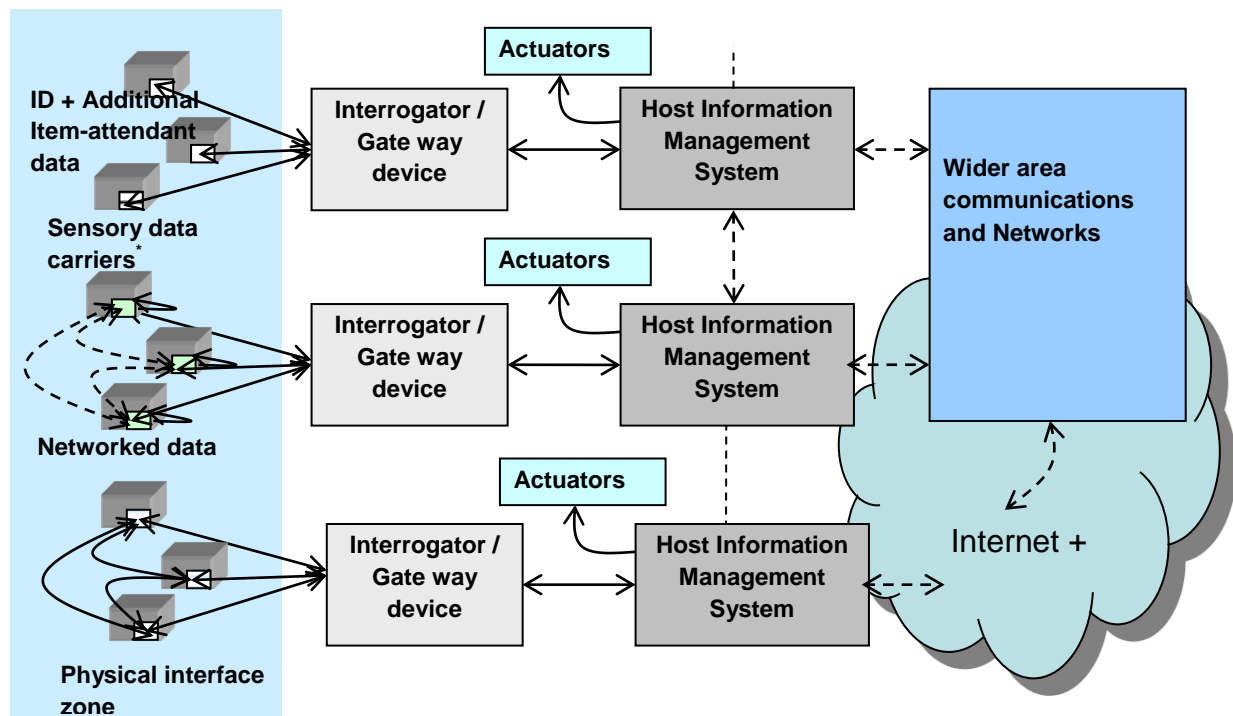 ID + Additional
Item-attendant
data
Sensory data
carriers*
Networked data
Physical interface
zone
Interrogator /
Gate way
device
Actuators
Host Information
Management
System
Interrogator /
Gate way
device
Actuators
Host Information
Management
System
Interrogator /
Gate way
device
Actuators
Host Information
Management
System
Wider area
communications
and Networks
Internet +